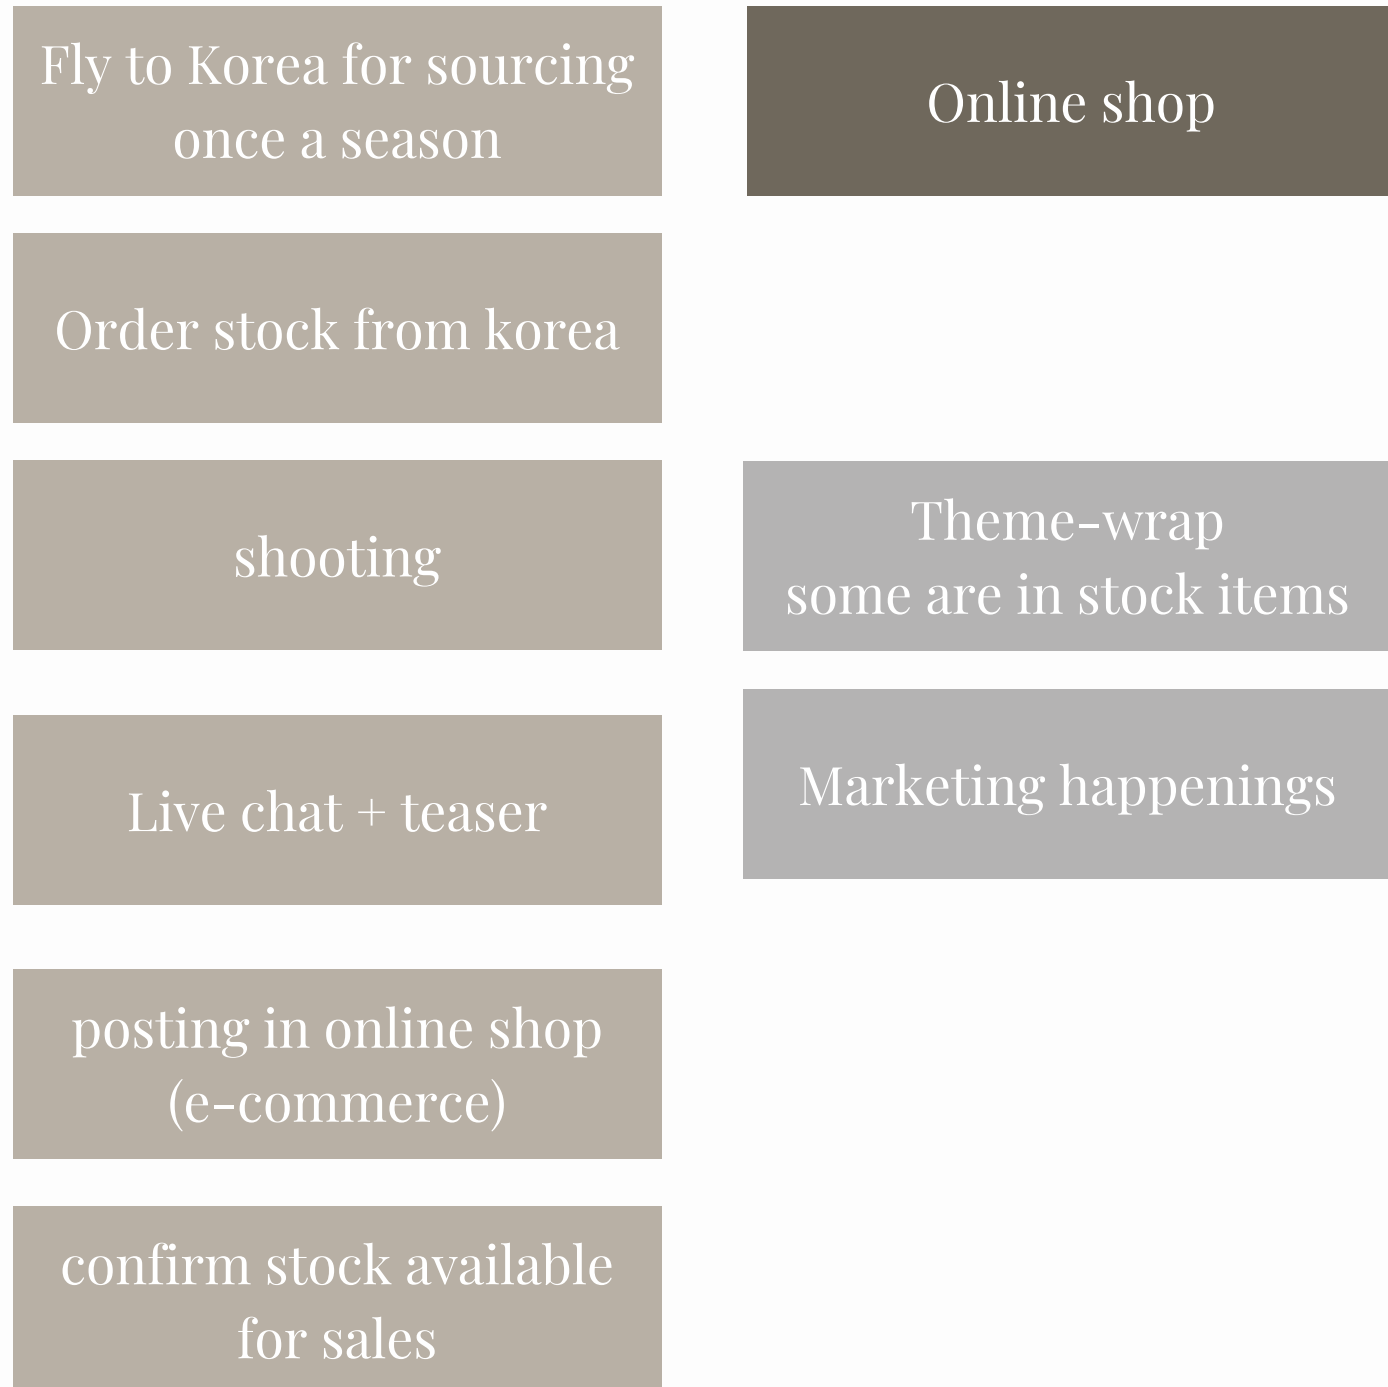 Fly to Korea for sourcing
once a season
Order stock from korea
shooting
Live chat + teaser
posting in online shop
(e-commerce)
confirm stock available
for sales
Online shop
Theme-wrap
some are in stock items
Marketing happenings